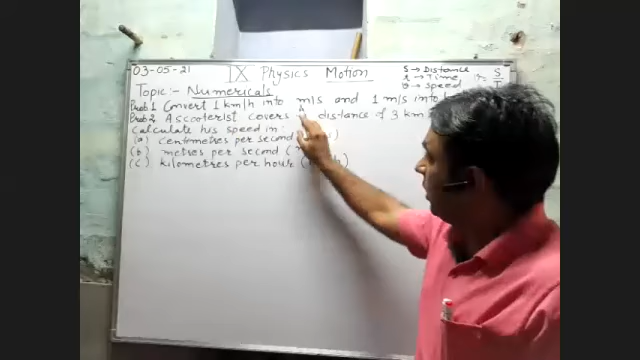 03-05-21 IX Physics Motion
S → Distance
t → Time
v → Speed
S
Topic:- Numericals
Prob 1 Convert 1 km/h into m/s and 1 m/s into
Prob 2 A scooterist covers a distance of 3 km
calculate his speed in:
(a) centimetres per second
(b) metres per second (
(c) kilometres per hour ( h)